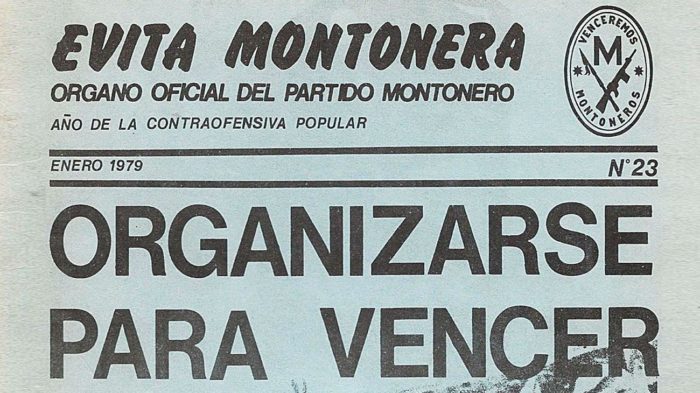 EVITA MONTONERA
VENCEREMOS
M
MONTONEROS
ORGANO OFICIAL DEL PARTIDO MONTONERO
AÑO DE LA CONTRAOFENSIVA POPULAR
ENERO 1979
N°23
ORGANIZARSE
PARA VENCER